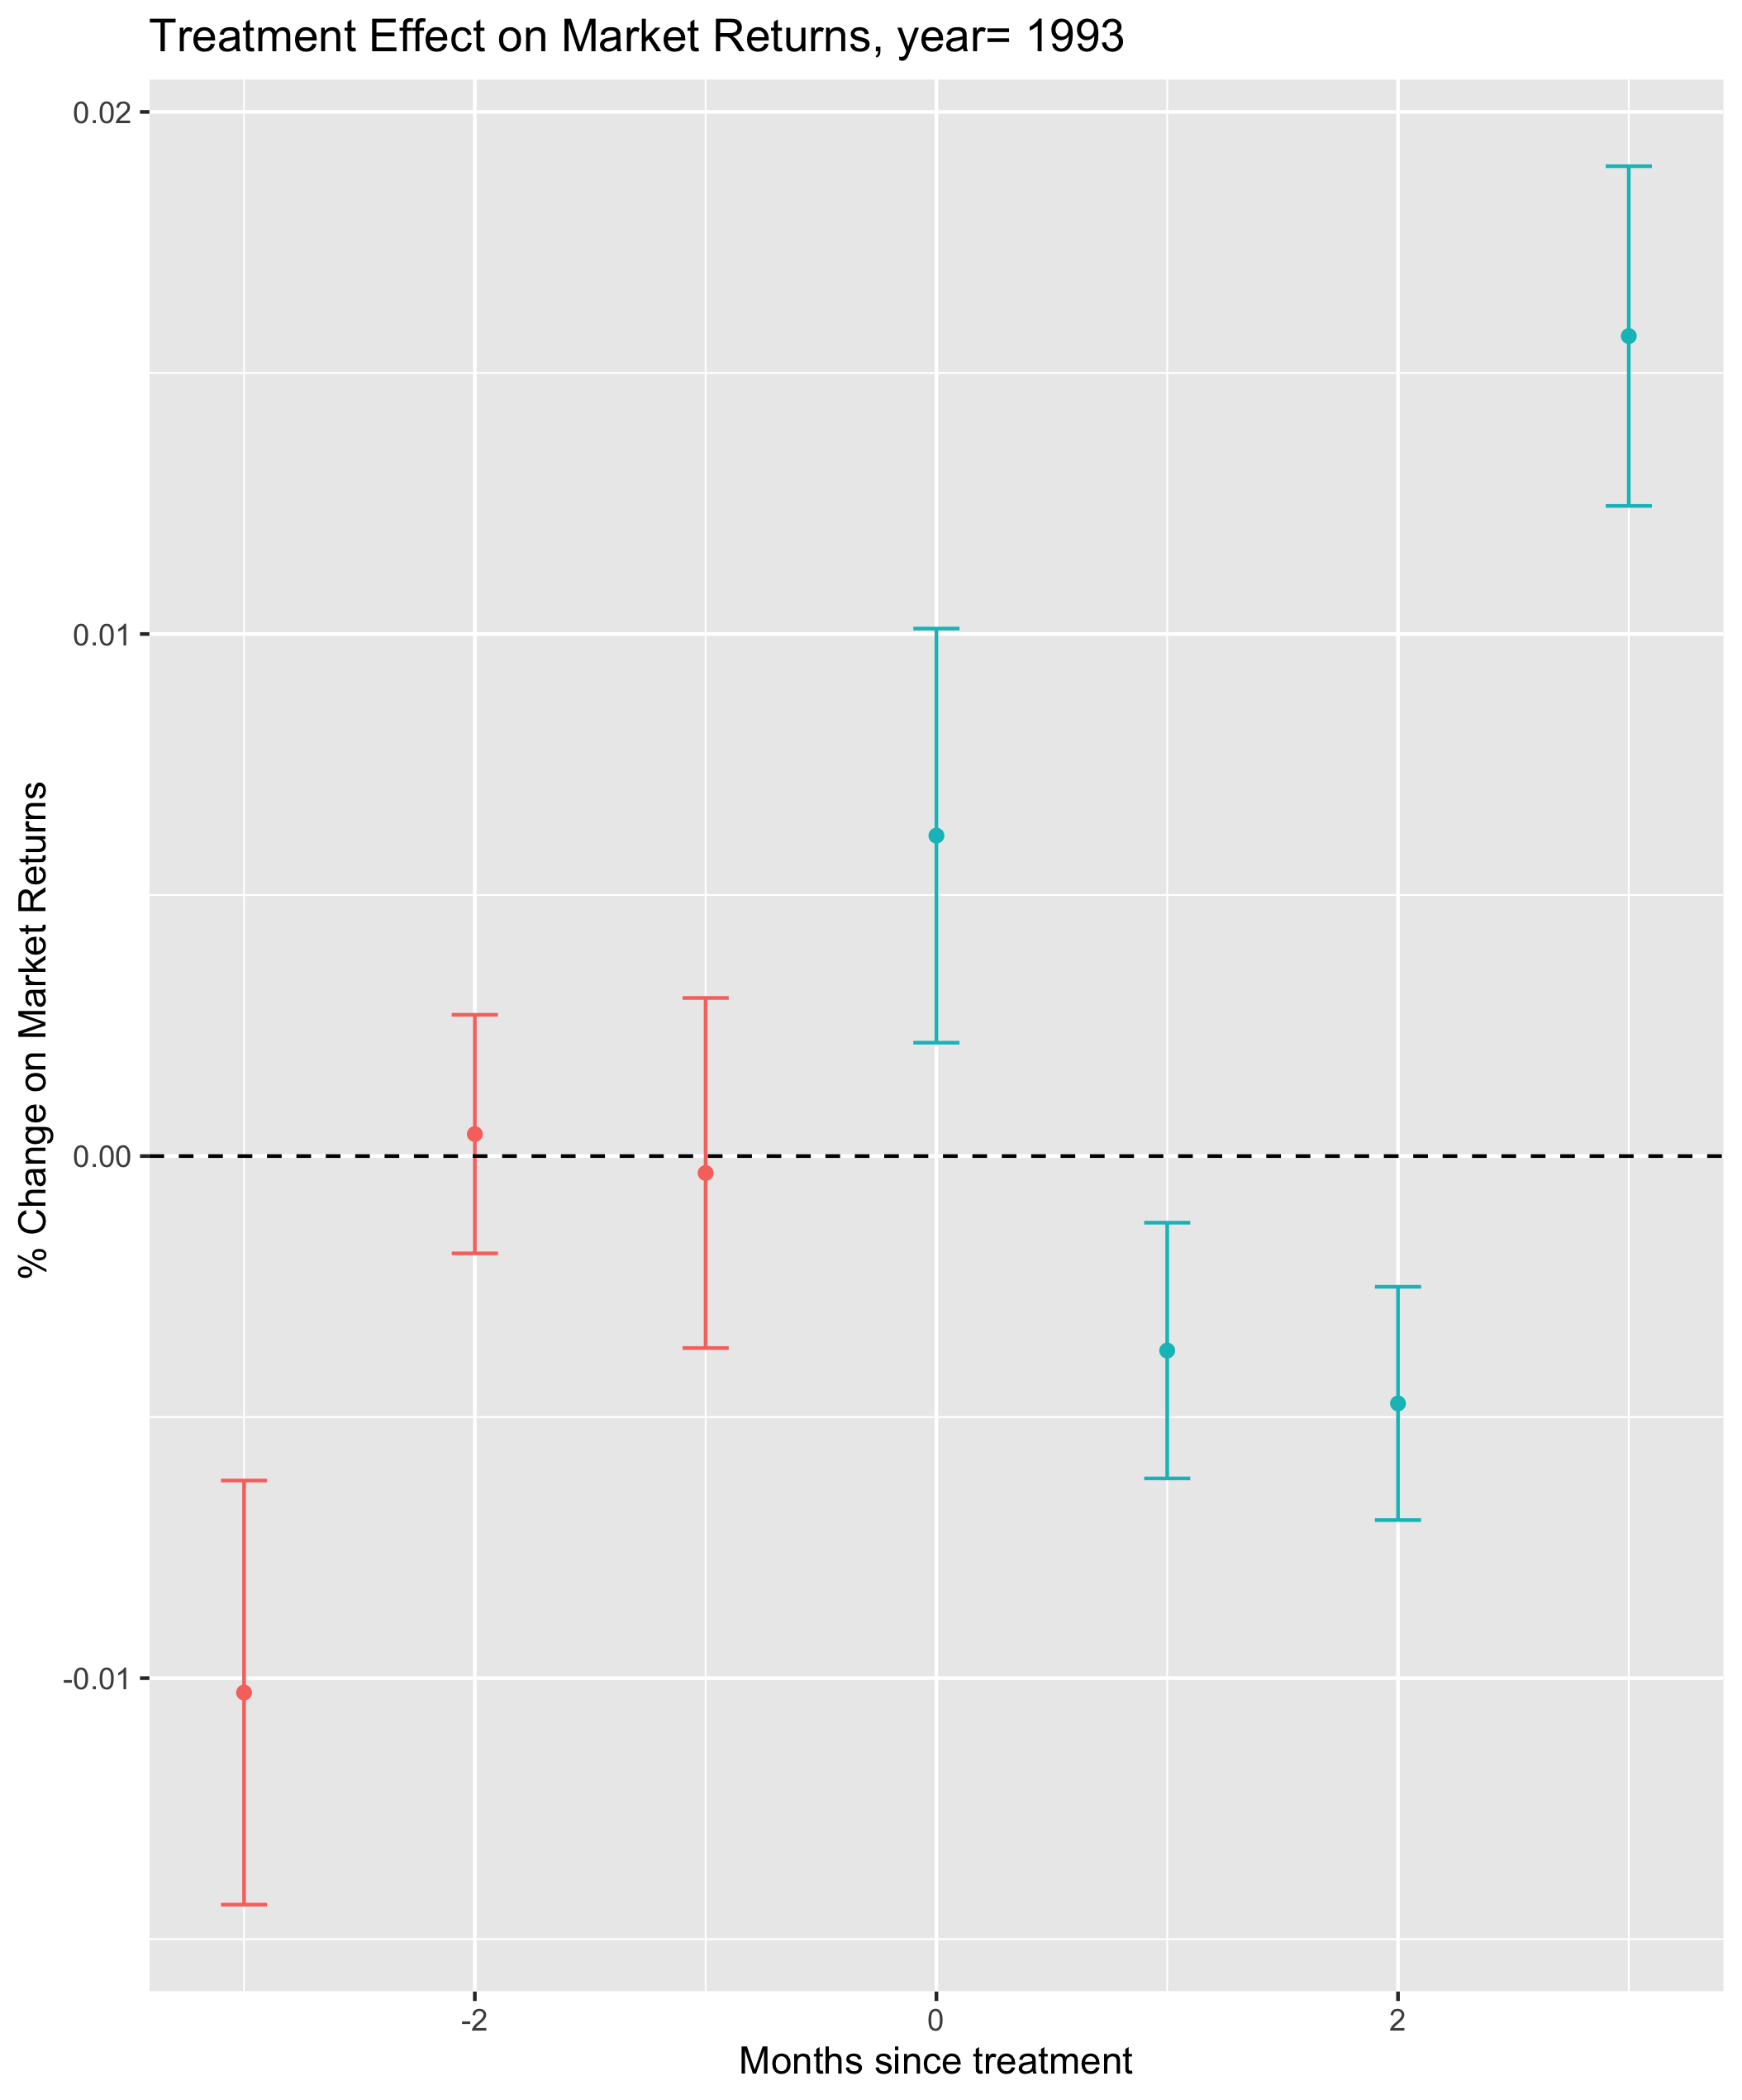 Treatment Effect on Market Returns, year= 1993
% Change on Market Returns
0.02
0.01
0.00
-0.01
-2
0
2
Months since treatment